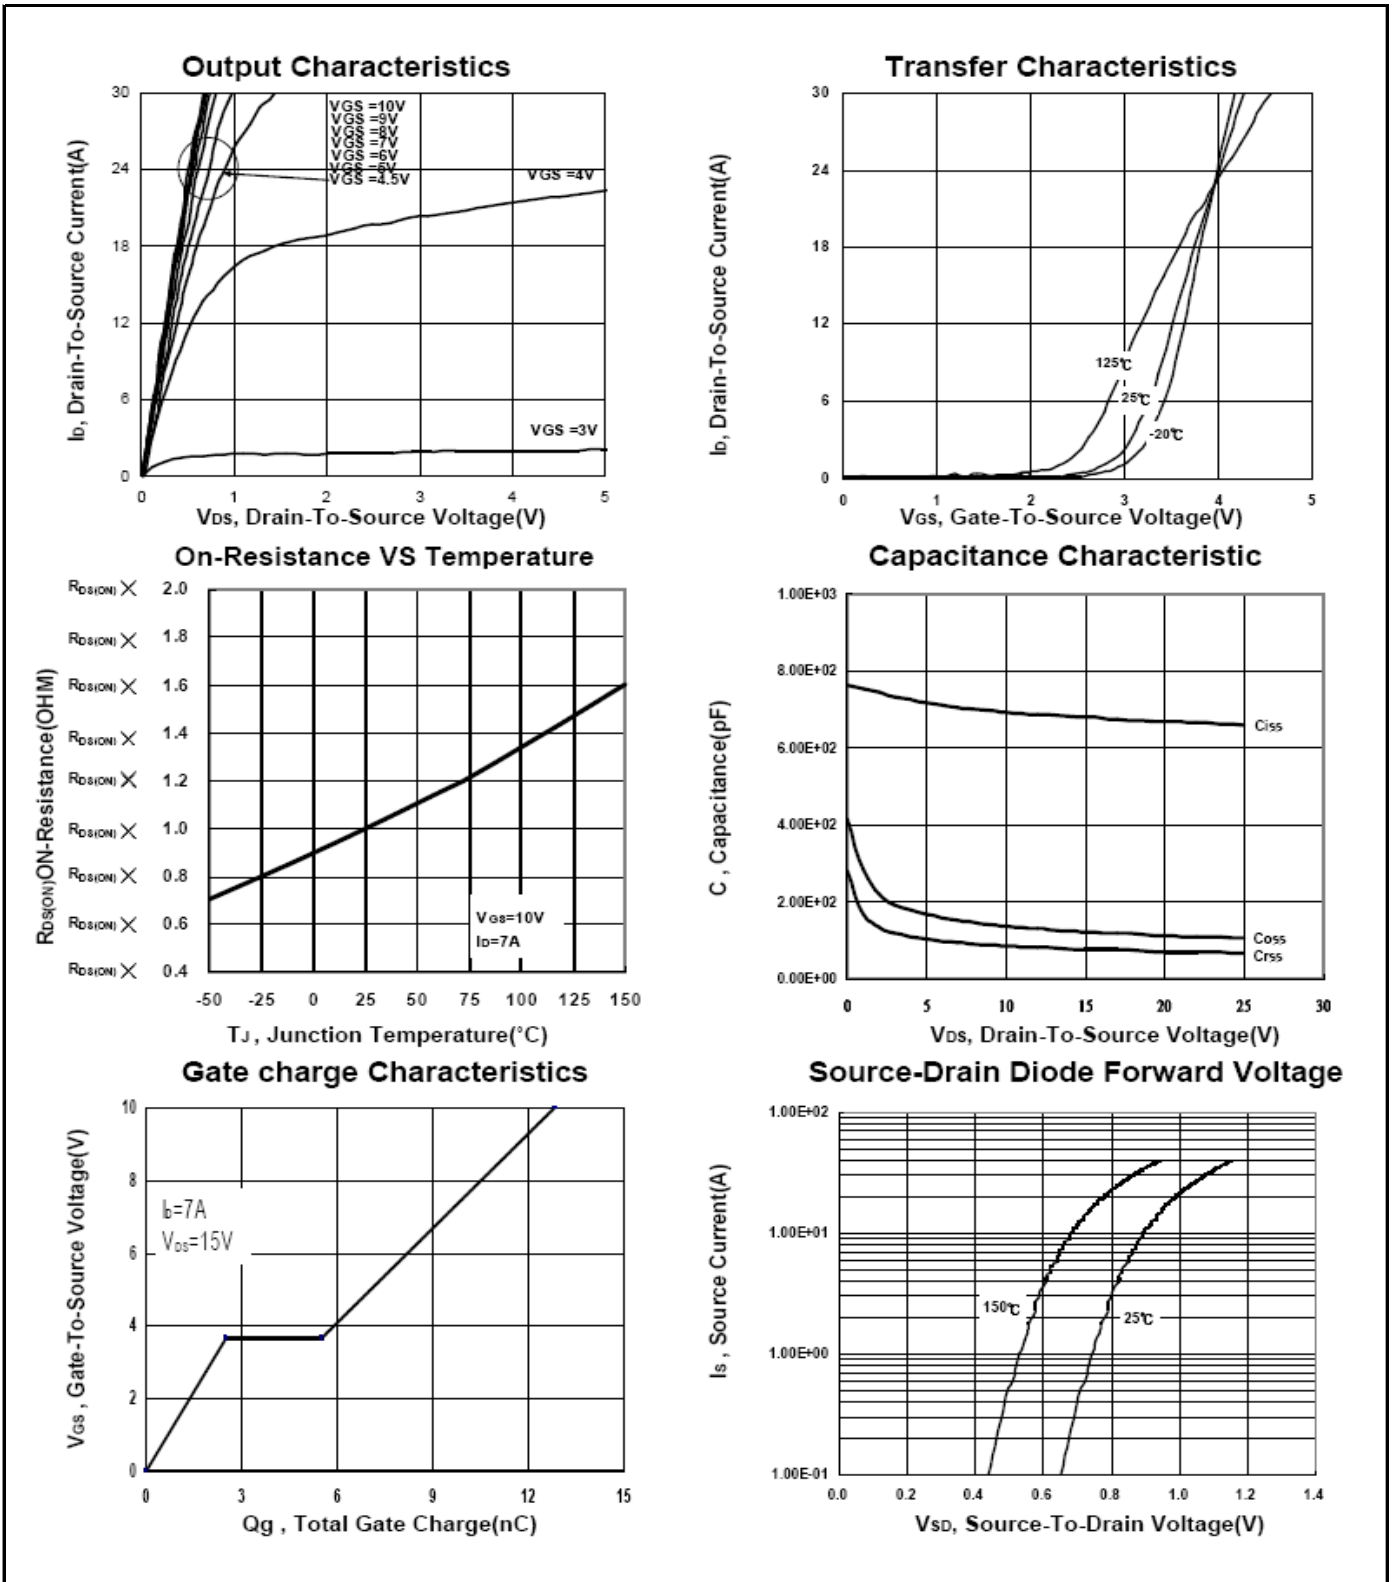 Output Characteristics
30
24
18
12
6
0
0 1 2 3 4 5
ID, Drain-To-Source Current(A)
VGS =10V
VGS =9V
VGS =8V
VGS =7V
VGS =6V
VGS =5V
VGS =4.5V
VGS =4V
VGS =3V
VDS, Drain-To-Source Voltage(V)
Transfer Characteristics
30
24
18
12
6
0
0 1 2 3 4 5
ID, Drain-To-Source Current(A)
125℃
25℃
-20℃
VGS, Gate-To-Source Voltage(V)
On-Resistance VS Temperature
RDS(ON) × 2.0
RDS(ON) × 1.8
RDS(ON) × 1.6
RDS(ON) × 1.4
RDS(ON) × 1.2
RDS(ON) × 1.0
RDS(ON) × 0.8
RDS(ON) × 0.6
RDS(ON) × 0.4
RDS(ON)ON-Resistance(OHM)
VGS=10V
ID=7A
-50 -25 0 25 50 75 100 125 150
TJ , Junction Temperature(°C)
Capacitance Characteristic
1.00E+03
8.00E+02
6.00E+02
4.00E+02
2.00E+02
0.00E+00
C , Capacitance(pF)
Ciss
Coss
Crss
0 5 10 15 20 25 30
VDS, Drain-To-Source Voltage(V)
Gate charge Characteristics
10
8
6
4
2
0
VGS , Gate-To-Source Voltage(V)
ID=7A
VDS=15V
0 3 6 9 12 15
Qg , Total Gate Charge(nC)
Source-Drain Diode Forward Voltage
1.00E+02
1.00E+01
1.00E+00
1.00E-01
IS , Source Current(A)
150℃
25℃
0.0 0.2 0.4 0.6 0.8 1.0 1.2 1.4
VSD, Source-To-Drain Voltage(V)